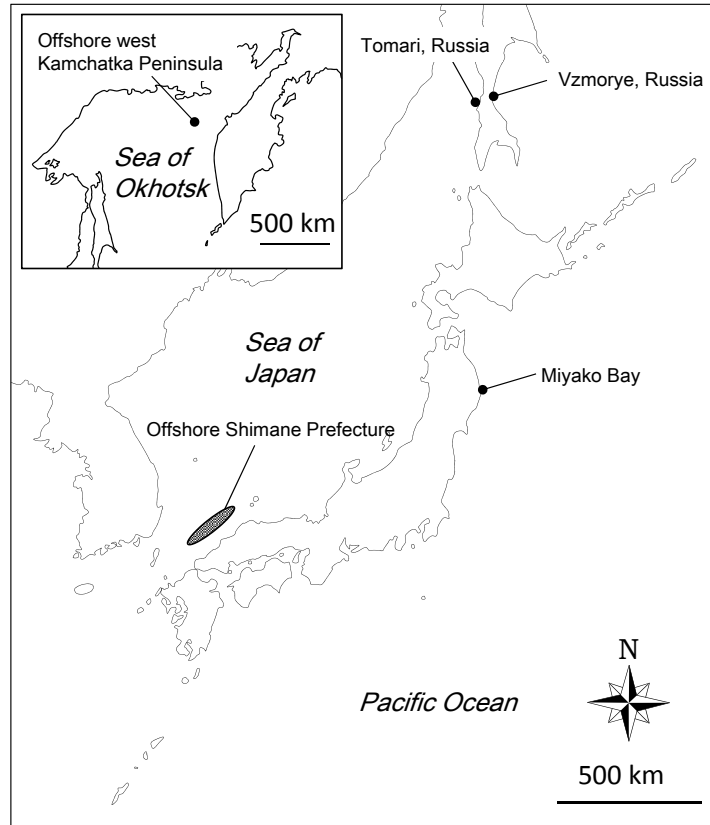 Offshore west
Kamchatka Peninsula
Sea of
Okhotsk
500 km
Tomari, Russia
Vzmorye, Russia
Sea of
Japan
Miyako Bay
Offshore Shimane Prefecture
N
Pacific Ocean
500 km